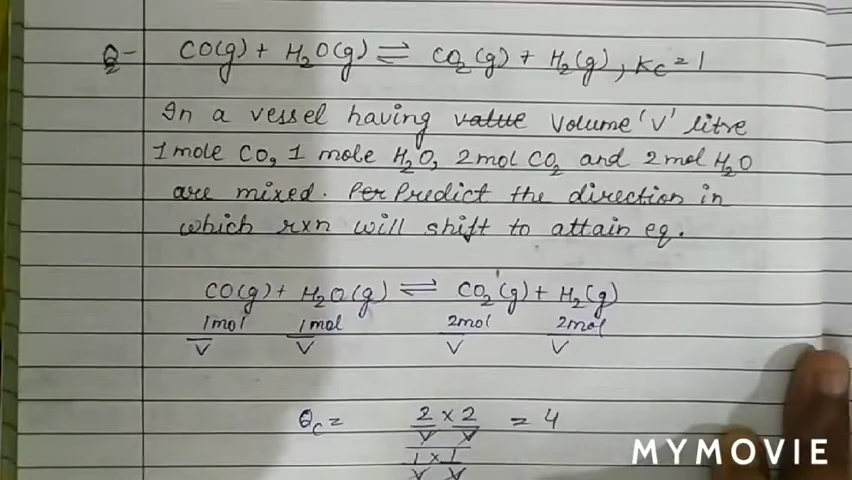 Q- CO(g) + H₂O(g) ⇌ CO₂(g) + H₂(g), Kc = 1
In a vessel having value Volume 'V' litre
1 mole CO, 1 mole H₂O, 2 mol CO₂ and 2 mol H₂O
are mixed. Per Predict the direction in
which rxn will shift to attain eq.
CO(g) + H₂O(g) ⇌ CO₂(g) + H₂(g)
1mol 1mol 2mol 2mol
V V V V
Qc = 2 × 2 = 4
V V
1 × 1
V V
MYMOVIE